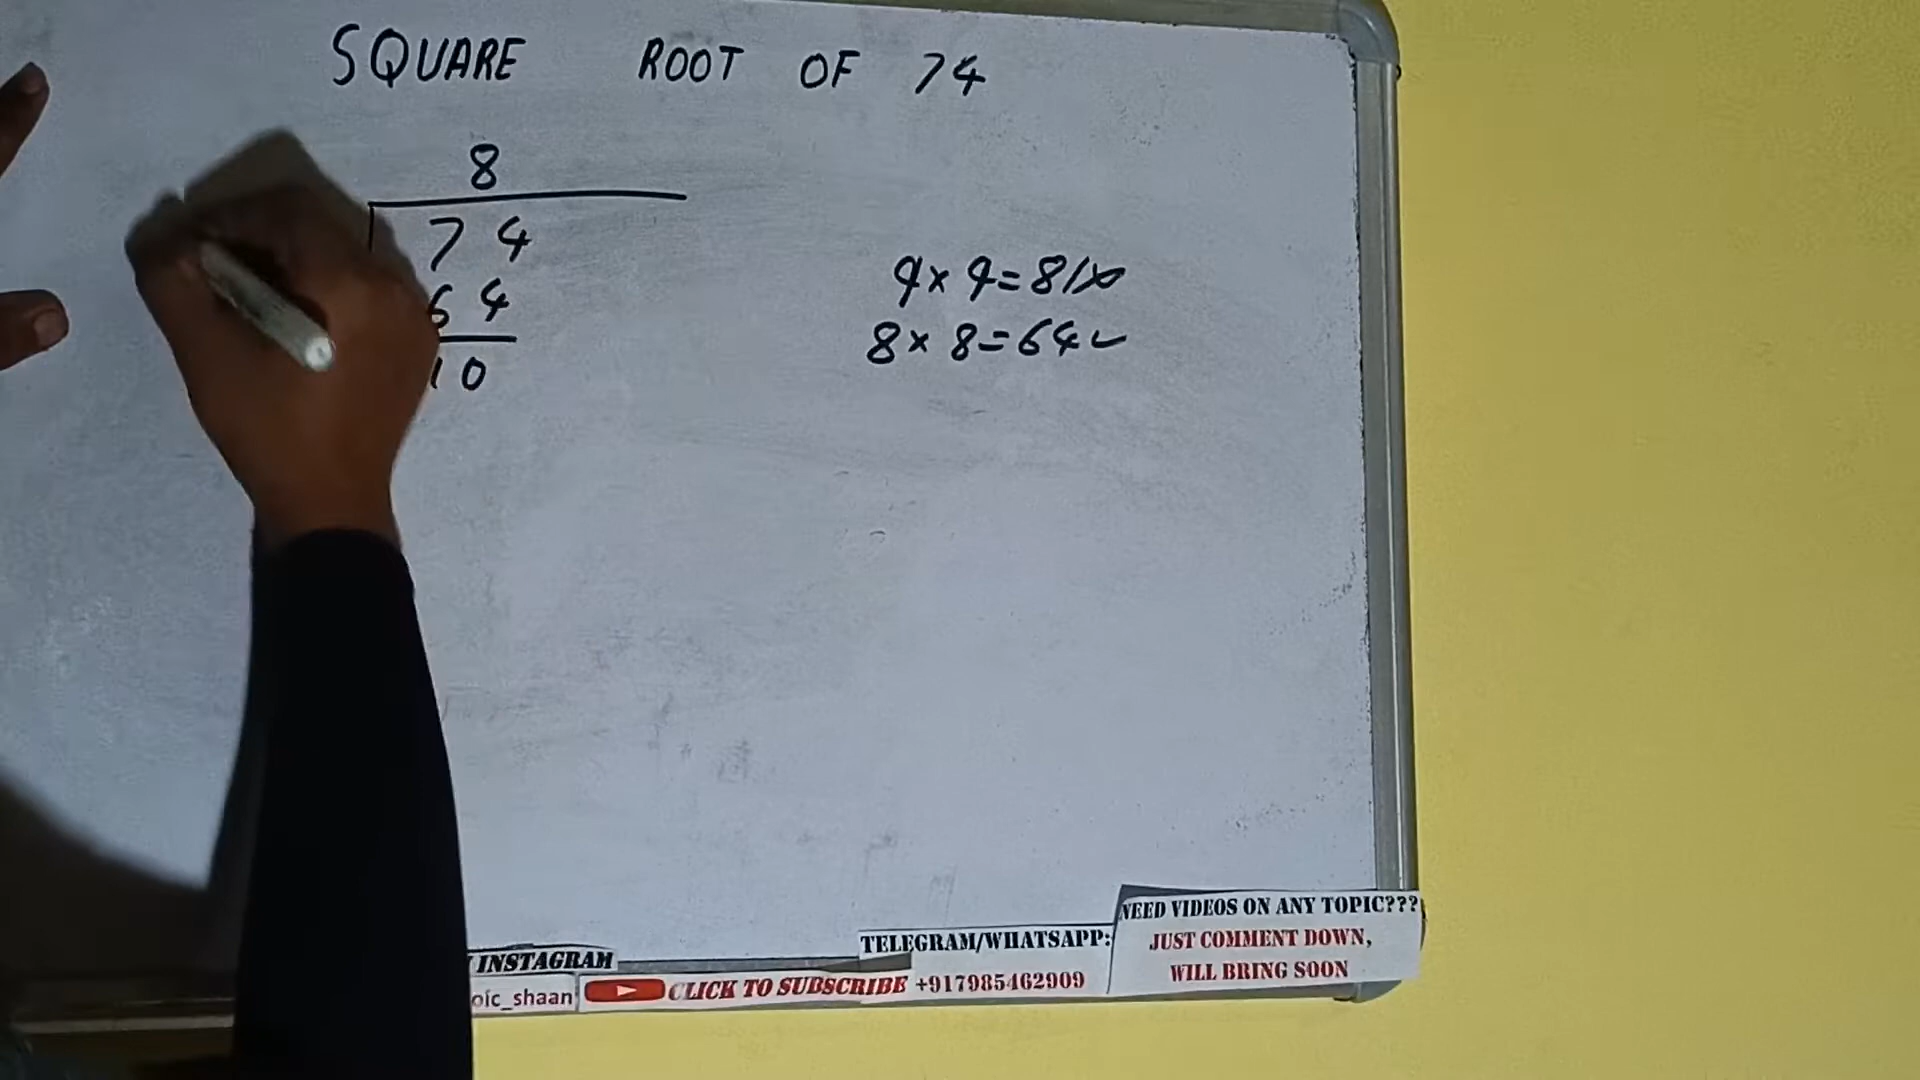 SQUARE ROOT OF 74
8
74
64
10
9×9=81×
8×8=64✓
NEED VIDEOS ON ANY TOPIC???
JUST COMMENT DOWN,
WILL BRING SOON
TELEGRAM/WHATSAPP:
+917985462909
INSTAGRAM
oic_shaan
CLICK TO SUBSCRIBE